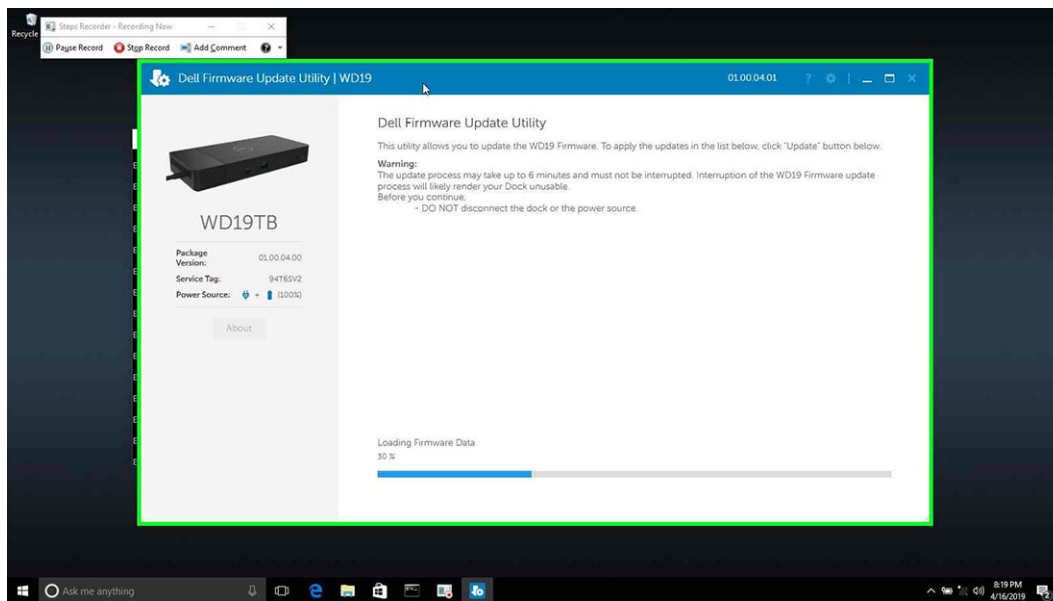 Recycle
Steps Recorder - Recording Now
Pause Record Stop Record Add Comment
Dell Firmware Update Utility | WD19
01.00.04.01
Dell Firmware Update Utility
This utility allows you to update the WD19 Firmware. To apply the updates in the list below, click "Update" button below.
Warning:
The update process may take up to 6 minutes and must not be interrupted. Interruption of the WD19 Firmware update
process will likely render your Dock unusable.
Before you continue,
- DO NOT disconnect the dock or the power source.
WD19TB
Package
Version: 01.00.04.00
Service Tag: 94T6SV2
Power Source: + (100%)
About
Loading Firmware Data
30 %
Ask me anything
8:19 PM
4/16/2019